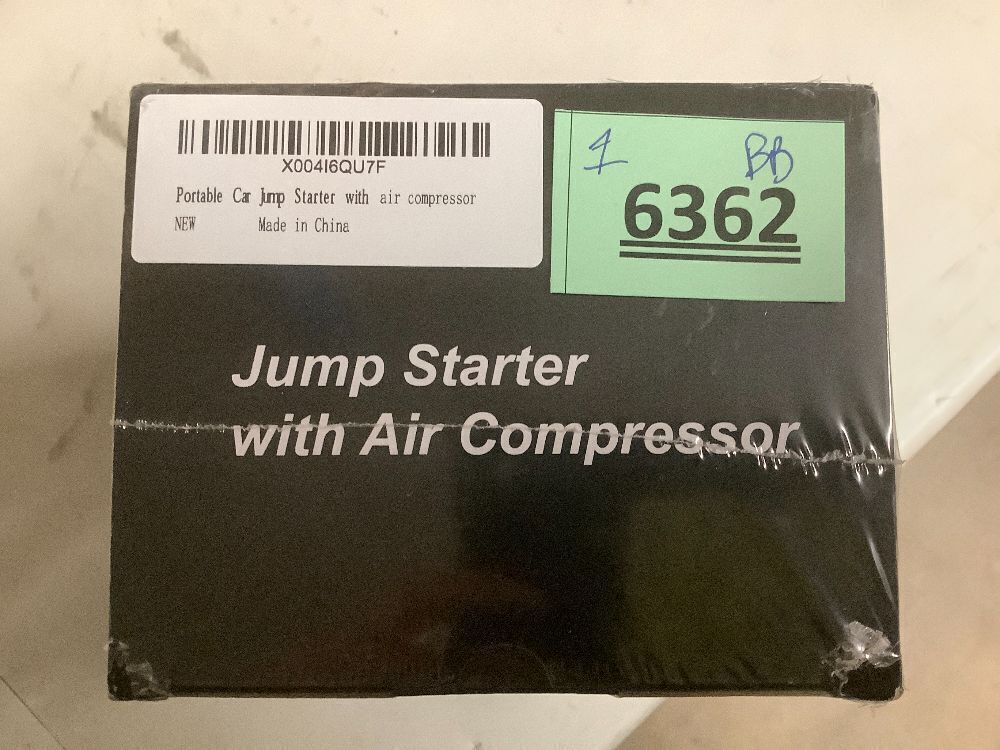 X004I6QU7F
Portable Car Jump Starter with air compressor
NEW Made in China
1 BB
6362
Jump Starter
with Air Compressor